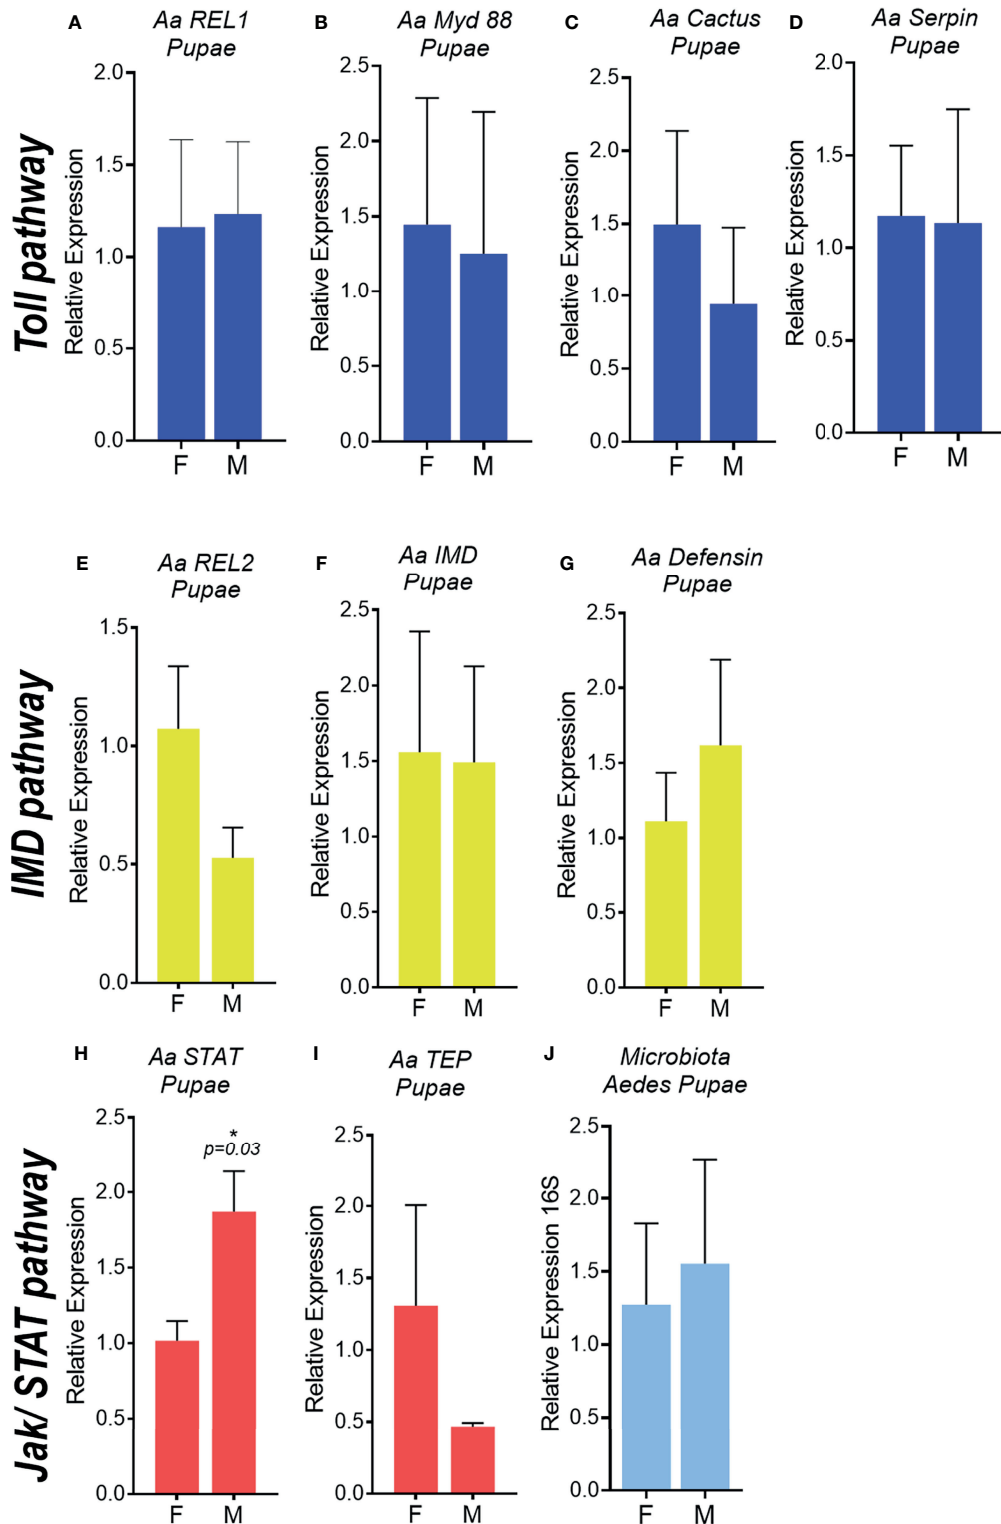 A
Aa REL1
Pupae
B
Aa Myd 88
Pupae
C
Aa Cactus
Pupae
D
Aa Serpin
Pupae
Toll pathway
Relative Expression
2.0
1.5
1.0
0.5
0.0
F M
Relative Expression
2.5
2.0
1.5
1.0
0.5
0.0
F M
Relative Expression
2.5
2.0
1.5
1.0
0.5
0.0
F M
Relative Expression
2.0
1.5
1.0
0.5
0.0
F M
E
Aa REL2
Pupae
F
Aa IMD
Pupae
G
Aa Defensin
Pupae
IMD pathway
Relative Expression
1.5
1.0
0.5
0.0
F M
Relative Expression
2.5
2.0
1.5
1.0
0.5
0.0
F M
Relative Expression
2.5
2.0
1.5
1.0
0.5
0.0
F M
H
Aa STAT
Pupae
I
Aa TEP
Pupae
J
Microbiota
Aedes Pupae
Jak/ STAT pathway
Relative Expression
2.5
2.0
1.5
1.0
0.5
0.0
*
p=0.03
F M
Relative Expression
2.5
2.0
1.5
1.0
0.5
0.0
F M
Relative Expression 16S
2.5
2.0
1.5
1.0
0.5
0.0
F M